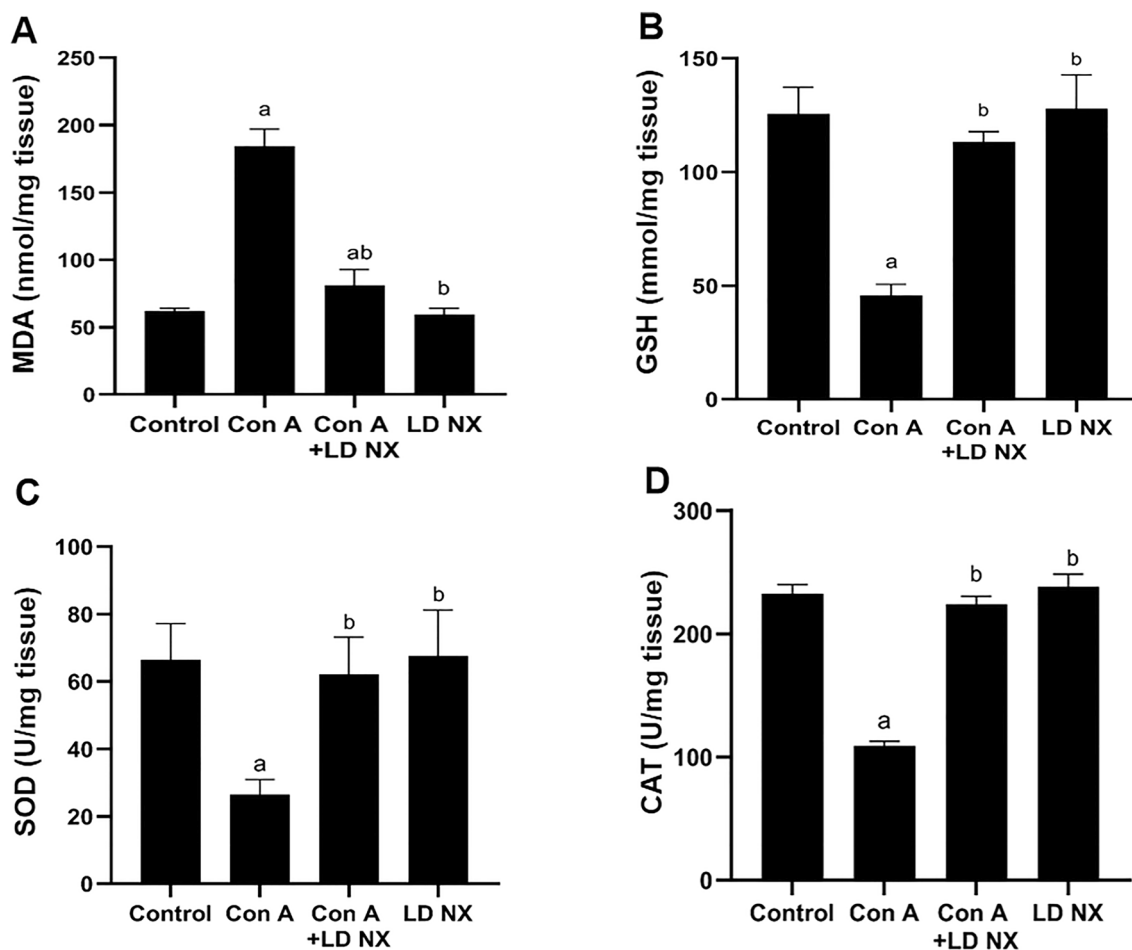 A
MDA (nmol/mg tissue)
250
200
150
100
50
0
a
ab
b
Control
Con A
Con A
+LD NX
LD NX
B
GSH (mmol/mg tissue)
150
100
50
0
a
b
b
Control
Con A
Con A
+LD NX
LD NX
C
SOD (U/mg tissue)
100
80
60
40
20
0
a
b
b
Control
Con A
Con A
+LD NX
LD NX
D
CAT (U/mg tissue)
300
200
100
0
a
b
b
Control
Con A
Con A
+LD NX
LD NX